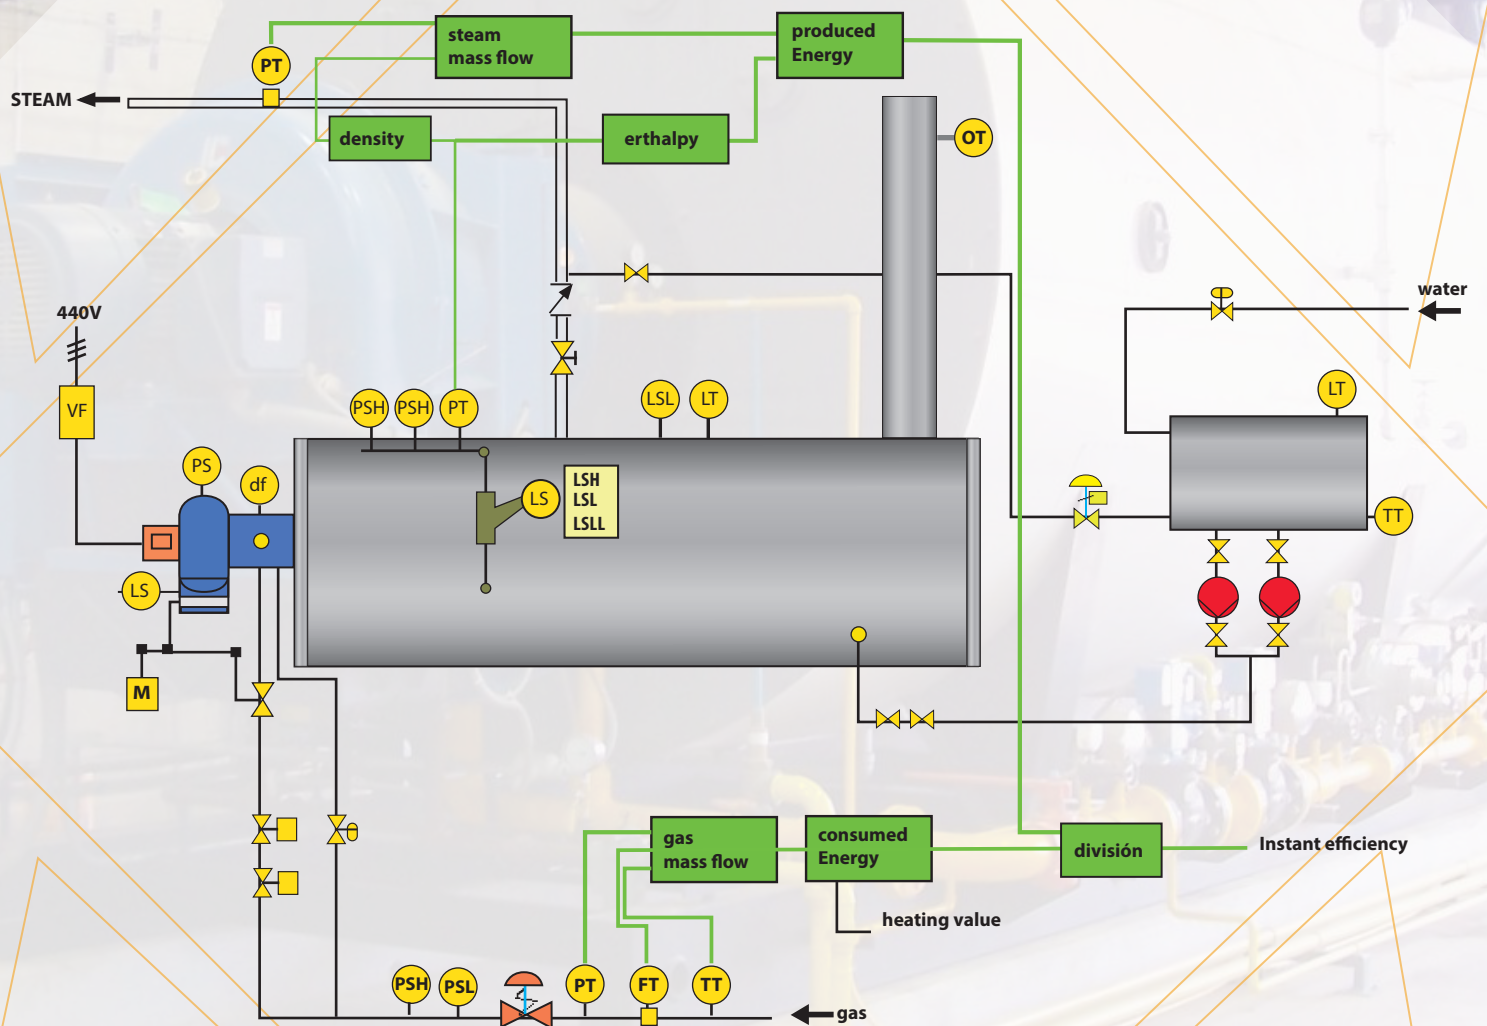 steam
mass flow
produced
Energy
PT
STEAM
density
erthalpy
OT
water
440V
VF
PSH
PSH
PT
LSL
LT
LT
PS
df
LS
LSH
LSL
LSLL
TT
LS
M
gas
mass flow
consumed
Energy
división
Instant efficiency
heating value
PSH
PSL
PT
FT
TT
gas